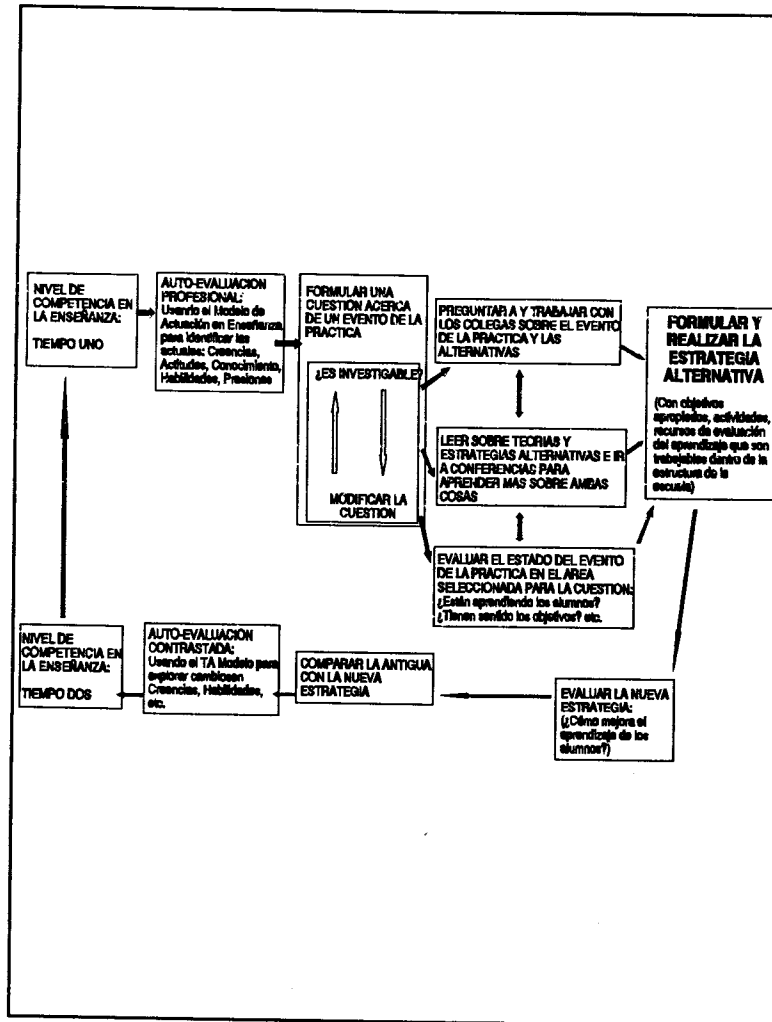 NIVEL DE
COMPETENCIA EN
LA ENSEÑANZA:
TIEMPO UNO
AUTO-EVALUACION
PROFESIONAL:
Usando el Modelo de
Actuación en Enseñanza
para identificar las
actuales: Creencias,
Actitudes, Conocimiento,
Habilidades, Presiones
FORMULAR UNA
CUESTIÓN ACERCA
DE UN EVENTO DE LA
PRACTICA
¿ES INVESTIGABLE?
MODIFICAR LA
CUESTION
PREGUNTAR A Y TRABAJAR CON
LOS COLEGAS SOBRE EL EVENTO
DE LA PRACTICA Y LAS
ALTERNATIVAS
LEER SOBRE TEORIAS Y
ESTRATEGIAS ALTERNATIVAS E IR
A CONFERENCIAS PARA
APRENDER MAS SOBRE AMBAS
COSAS
EVALUAR EL ESTADO DEL EVENTO
DE LA PRACTICA EN EL AREA
SELECCIONADA PARA LA CUESTION:
¿Están aprendiendo los alumnos?
¿Tienen sentido los objetivos? etc.
FORMULAR Y
REALIZAR LA
ESTRATEGIA
ALTERNATIVA
(Con objetivos
apropiados, actividades,
recursos de evaluación
del aprendizaje que son
trabajables dentro de la
estructura de la
escuela)
NIVEL DE
COMPETENCIA EN
LA ENSEÑANZA:
TIEMPO DOS
AUTO-EVALUACIÓN
CONTRASTADA:
Usando el TA Modelo para
explorar cambiosen
Creencias, Habilidades,
etc.
COMPARAR LA ANTIGUA
CON LA NUEVA
ESTRATEGIA
EVALUAR LA NUEVA
ESTRATEGIA:
(¿Cómo mejora el
aprendizaje de los
alumnos?)